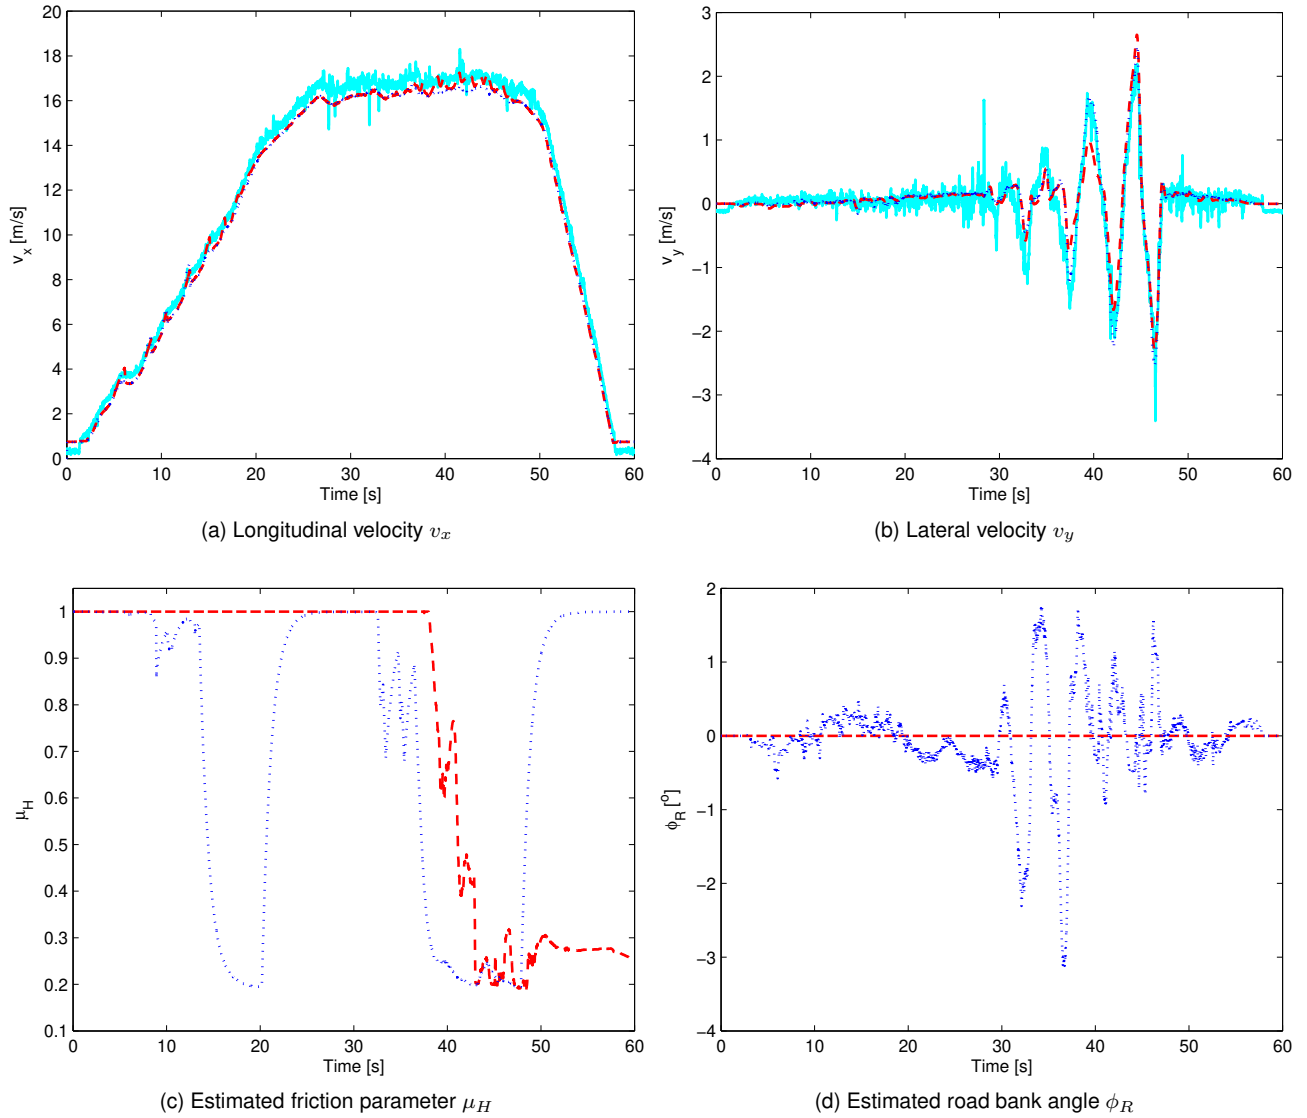 20
18
16
14
12
10
8
6
4
2
0
v_x [m/s]
0 10 20 30 40 50 60
Time [s]
(a) Longitudinal velocity v_x
3
2
1
0
−1
−2
−3
−4
v_y [m/s]
0 10 20 30 40 50 60
Time [s]
(b) Lateral velocity v_y
1
0.9
0.8
0.7
0.6
0.5
0.4
0.3
0.2
0.1
μ_H
0 10 20 30 40 50 60
Time [s]
(c) Estimated friction parameter μ_H
2
1
0
−1
−2
−3
−4
ϕ_R [°]
0 10 20 30 40 50 60
Time [s]
(d) Estimated road bank angle ϕ_R